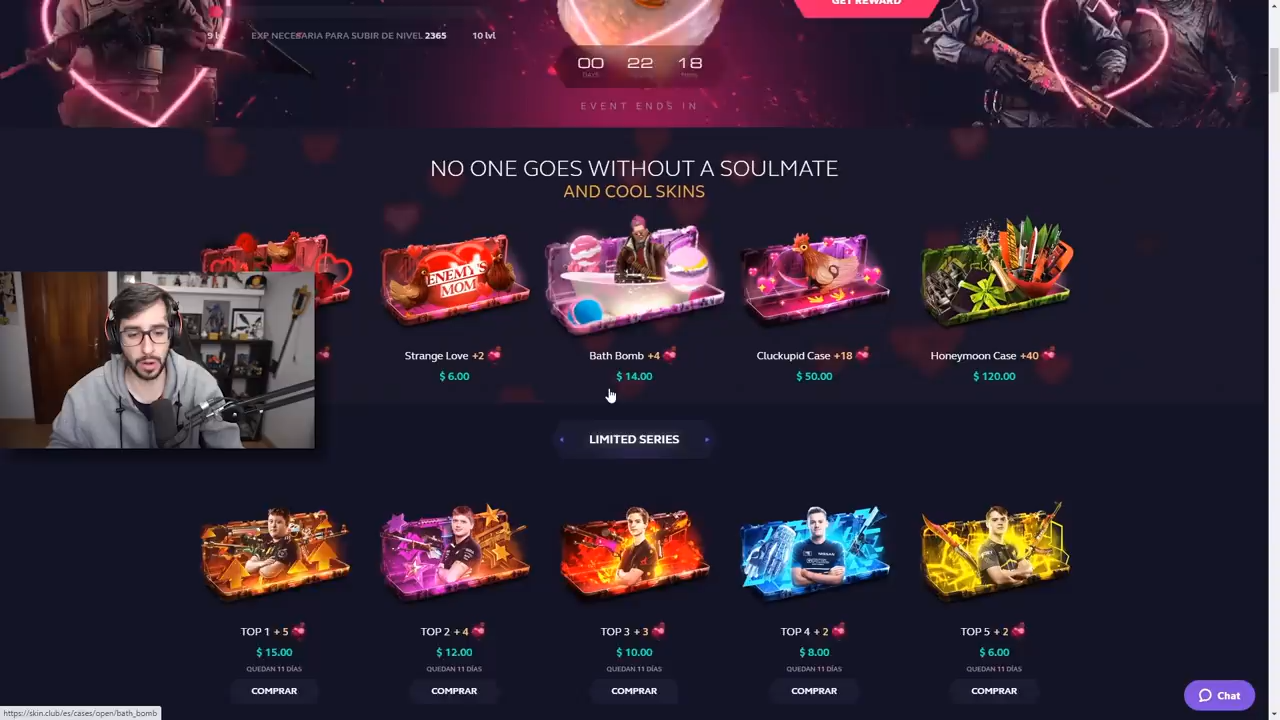 GET REWARD
9 lvl
EXP NECESARIA PARA SUBIR DE NIVEL 2365
10 lvl
00 22 18
EVENT ENDS IN
NO ONE GOES WITHOUT A SOULMATE
AND COOL SKINS
ENEMY'S
MOM
Strange Love +2
Bath Bomb +4
Cluckupid Case +18
Honeymoon Case +40
$ 6.00
$ 14.00
$ 50.00
$ 120.00
LIMITED SERIES
TOP 1 + 5
TOP 2 + 4
TOP 3 + 3
TOP 4 + 2
TOP 5 + 2
$ 15.00
$ 12.00
$ 10.00
$ 8.00
$ 6.00
QUEDAN 11 DÍAS
QUEDAN 11 DÍAS
QUEDAN 11 DÍAS
QUEDAN 11 DÍAS
QUEDAN 11 DÍAS
COMPRAR
COMPRAR
COMPRAR
COMPRAR
COMPRAR
Chat
https://skin.club/es/cases/open/bath_bomb